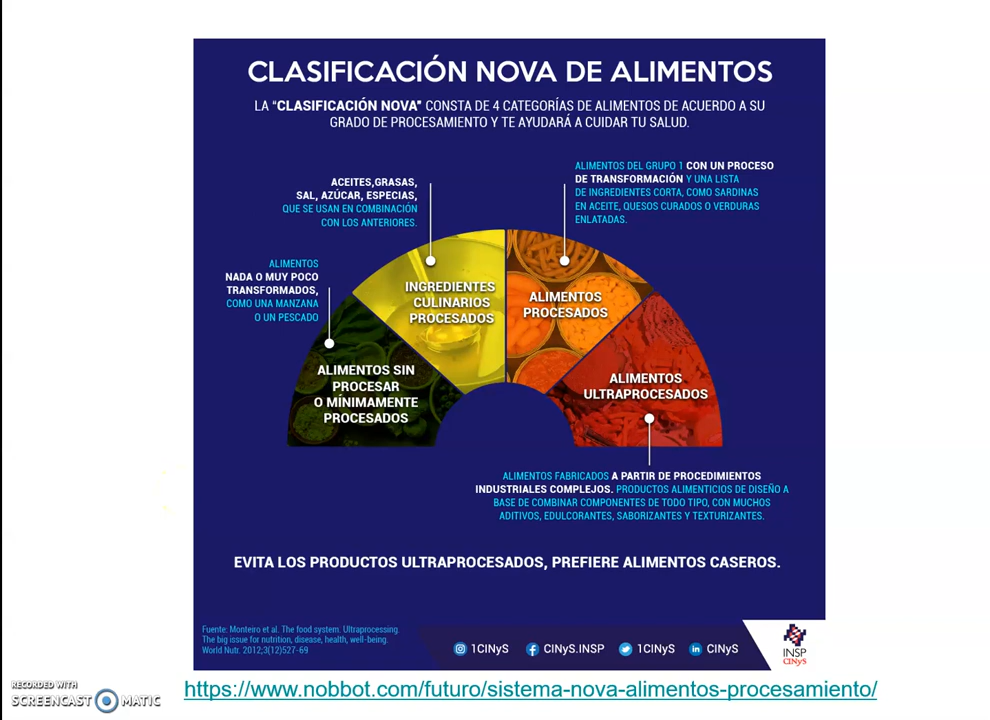 CLASIFICACIÓN NOVA DE ALIMENTOS
LA "CLASIFICACIÓN NOVA" CONSTA DE 4 CATEGORÍAS DE ALIMENTOS DE ACUERDO A SU
GRADO DE PROCESAMIENTO Y TE AYUDARÁ A CUIDAR TU SALUD.
ALIMENTOS
NADA O MUY POCO
TRANSFORMADOS,
COMO UNA MANZANA
O UN PESCADO
ACEITES,GRASAS,
SAL, AZÚCAR, ESPECIAS,
QUE SE USAN EN COMBINACIÓN
CON LOS ANTERIORES.
ALIMENTOS DEL GRUPO 1 CON UN PROCESO
DE TRANSFORMACIÓN Y UNA LISTA
DE INGREDIENTES CORTA, COMO SARDINAS
EN ACEITE, QUESOS CURADOS O VERDURAS
ENLATADAS.
ALIMENTOS SIN
PROCESAR
O MÍNIMAMENTE
PROCESADOS
INGREDIENTES
CULINARIOS
PROCESADOS
ALIMENTOS
PROCESADOS
ALIMENTOS
ULTRAPROCESADOS
ALIMENTOS FABRICADOS A PARTIR DE PROCEDIMIENTOS
INDUSTRIALES COMPLEJOS. PRODUCTOS ALIMENTICIOS DE DISEÑO A
BASE DE COMBINAR COMPONENTES DE TODO TIPO, CON MUCHOS
ADITIVOS, EDULCORANTES, SABORIZANTES Y TEXTURIZANTES.
EVITA LOS PRODUCTOS ULTRAPROCESADOS, PREFIERE ALIMENTOS CASEROS.
Fuente: Monteiro et al. The food system. Ultraprocessing.
The big issue for nutrition, disease, health, well-being.
World Nutr. 2012;3(12)527-69
1CINyS
CINyS.INSP
1CINyS
CINyS
INSP
CINyS
RECORDED WITH
SCREENCAST MATIC
https://www.nobbot.com/futuro/sistema-nova-alimentos-procesamiento/